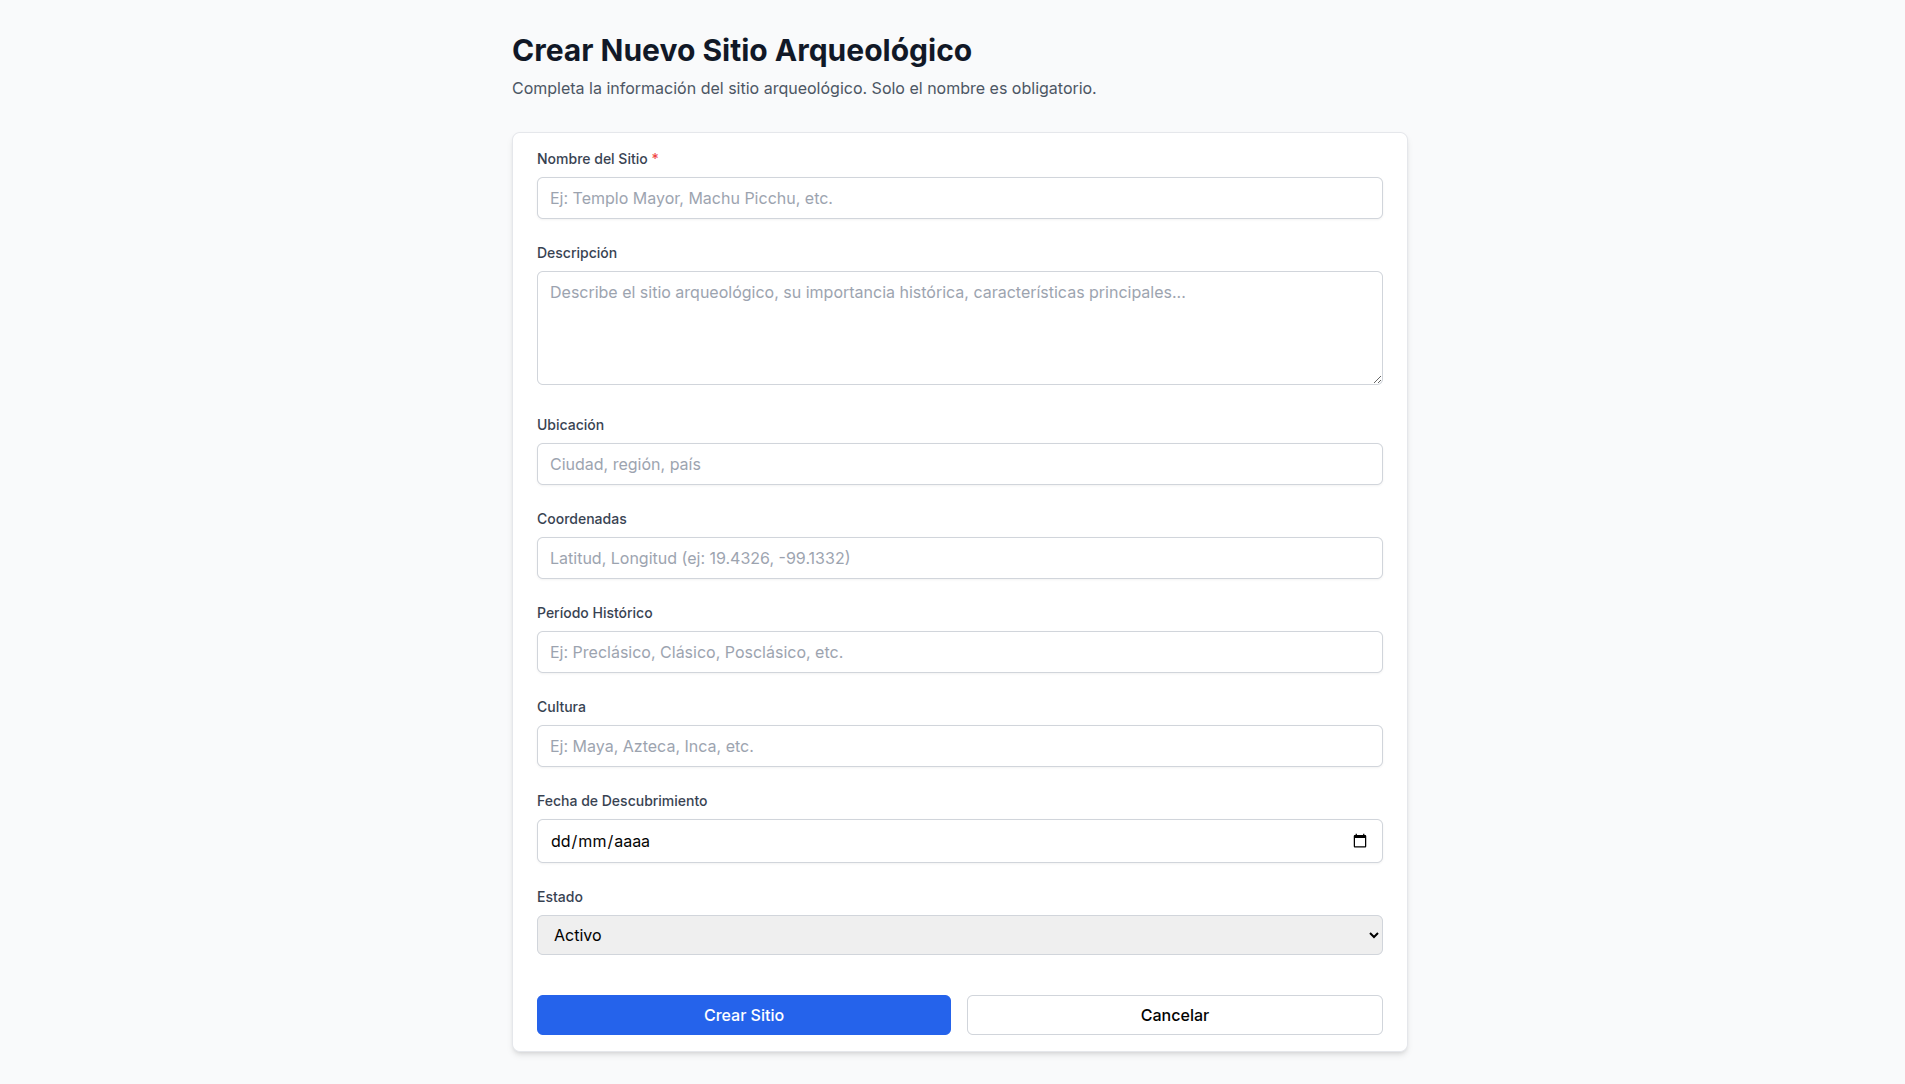 Crear Nuevo Sitio Arqueológico
Completa la información del sitio arqueológico. Solo el nombre es obligatorio.
Nombre del Sitio *
Ej: Templo Mayor, Machu Picchu, etc.
Descripción
Describe el sitio arqueológico, su importancia histórica, características principales...
Ubicación
Ciudad, región, país
Coordenadas
Latitud, Longitud (ej: 19.4326, -99.1332)
Período Histórico
Ej: Preclásico, Clásico, Posclásico, etc.
Cultura
Ej: Maya, Azteca, Inca, etc.
Fecha de Descubrimiento
dd/mm/aaaa
Estado
Activo
Crear Sitio
Cancelar